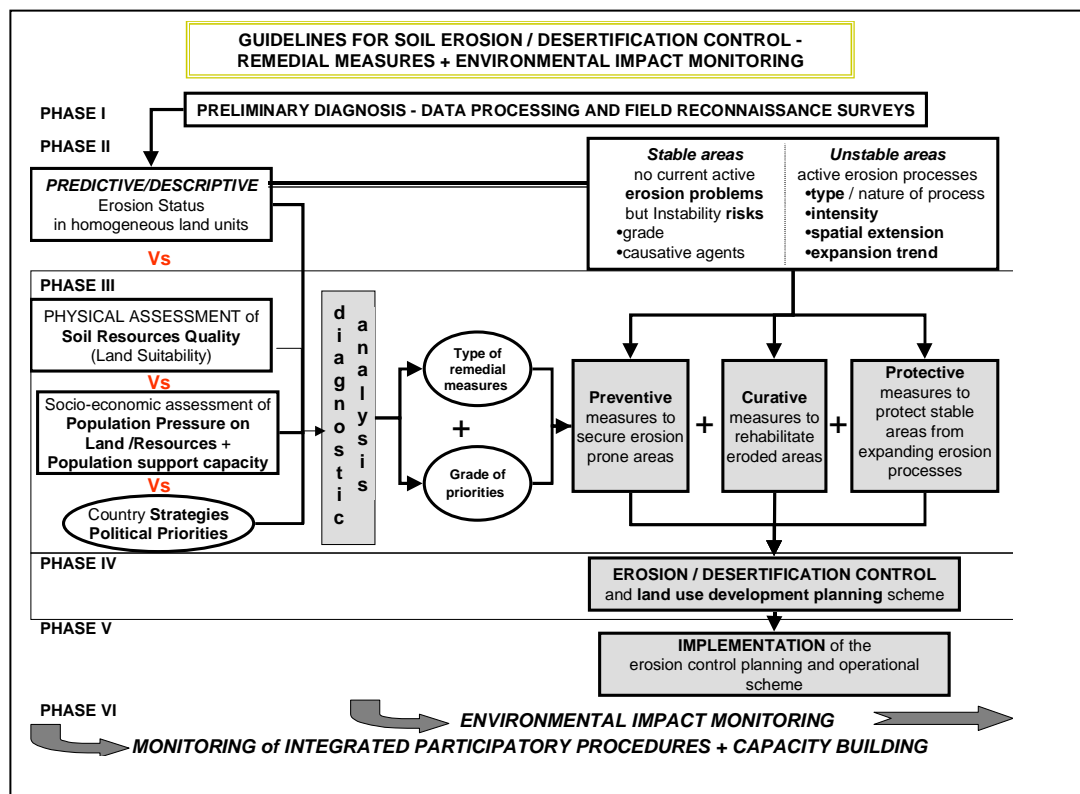 GUIDELINES FOR SOIL EROSION / DESERTIFICATION CONTROL -
REMEDIAL MEASURES + ENVIRONMENTAL IMPACT MONITORING
PHASE I
PRELIMINARY DIAGNOSIS - DATA PROCESSING AND FIELD RECONNAISSANCE SURVEYS
PHASE II
PREDICTIVE/DESCRIPTIVE
Erosion Status
in homogeneous land units
Stable areas
no current active
erosion problems
but Instability risks
•grade
•causative agents
Unstable areas
active erosion processes
•type / nature of process
•intensity
•spatial extension
•expansion trend
Vs
PHASE III
PHYSICAL ASSESSMENT of
Soil Resources Quality
(Land Suitability)
Vs
Socio-economic assessment of
Population Pressure on
Land /Resources +
Population support capacity
Vs
Country Strategies
Political Priorities
diagnostic
analysis
Type of
remedial
measures
+
Grade of
priorities
Preventive
measures to
secure erosion
prone areas
+
Curative
measures to
rehabilitate
eroded areas
+
Protective
measures to
protect stable
areas from
expanding erosion
processes
PHASE IV
EROSION / DESERTIFICATION CONTROL
and land use development planning scheme
PHASE V
IMPLEMENTATION of the
erosion control planning and operational
scheme
PHASE VI
ENVIRONMENTAL IMPACT MONITORING
MONITORING of INTEGRATED PARTICIPATORY PROCEDURES + CAPACITY BUILDING